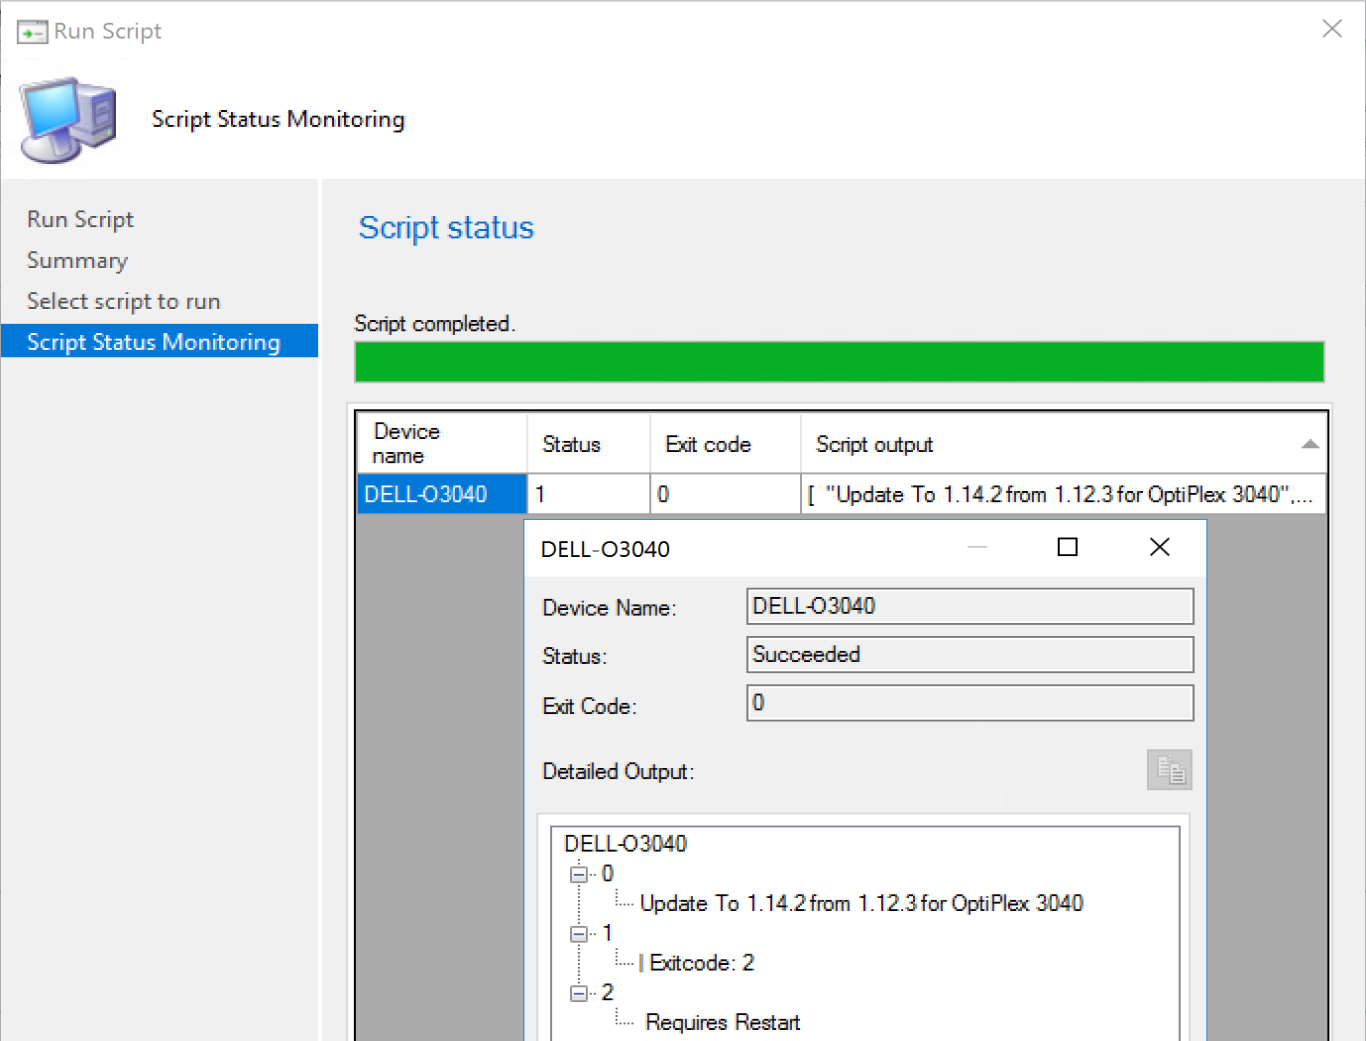 Run Script
Script Status Monitoring
Run Script
Summary
Select script to run
Script Status Monitoring
Script status
Script completed.
Device name
Status
Exit code
Script output
DELL-O3040
1
0
[ "Update To 1.14.2 from 1.12.3 for OptiPlex 3040",...
DELL-O3040
Device Name:
DELL-O3040
Status:
Succeeded
Exit Code:
0
Detailed Output:
DELL-O3040
0
Update To 1.14.2 from 1.12.3 for OptiPlex 3040
1
| Exitcode: 2
2
Requires Restart